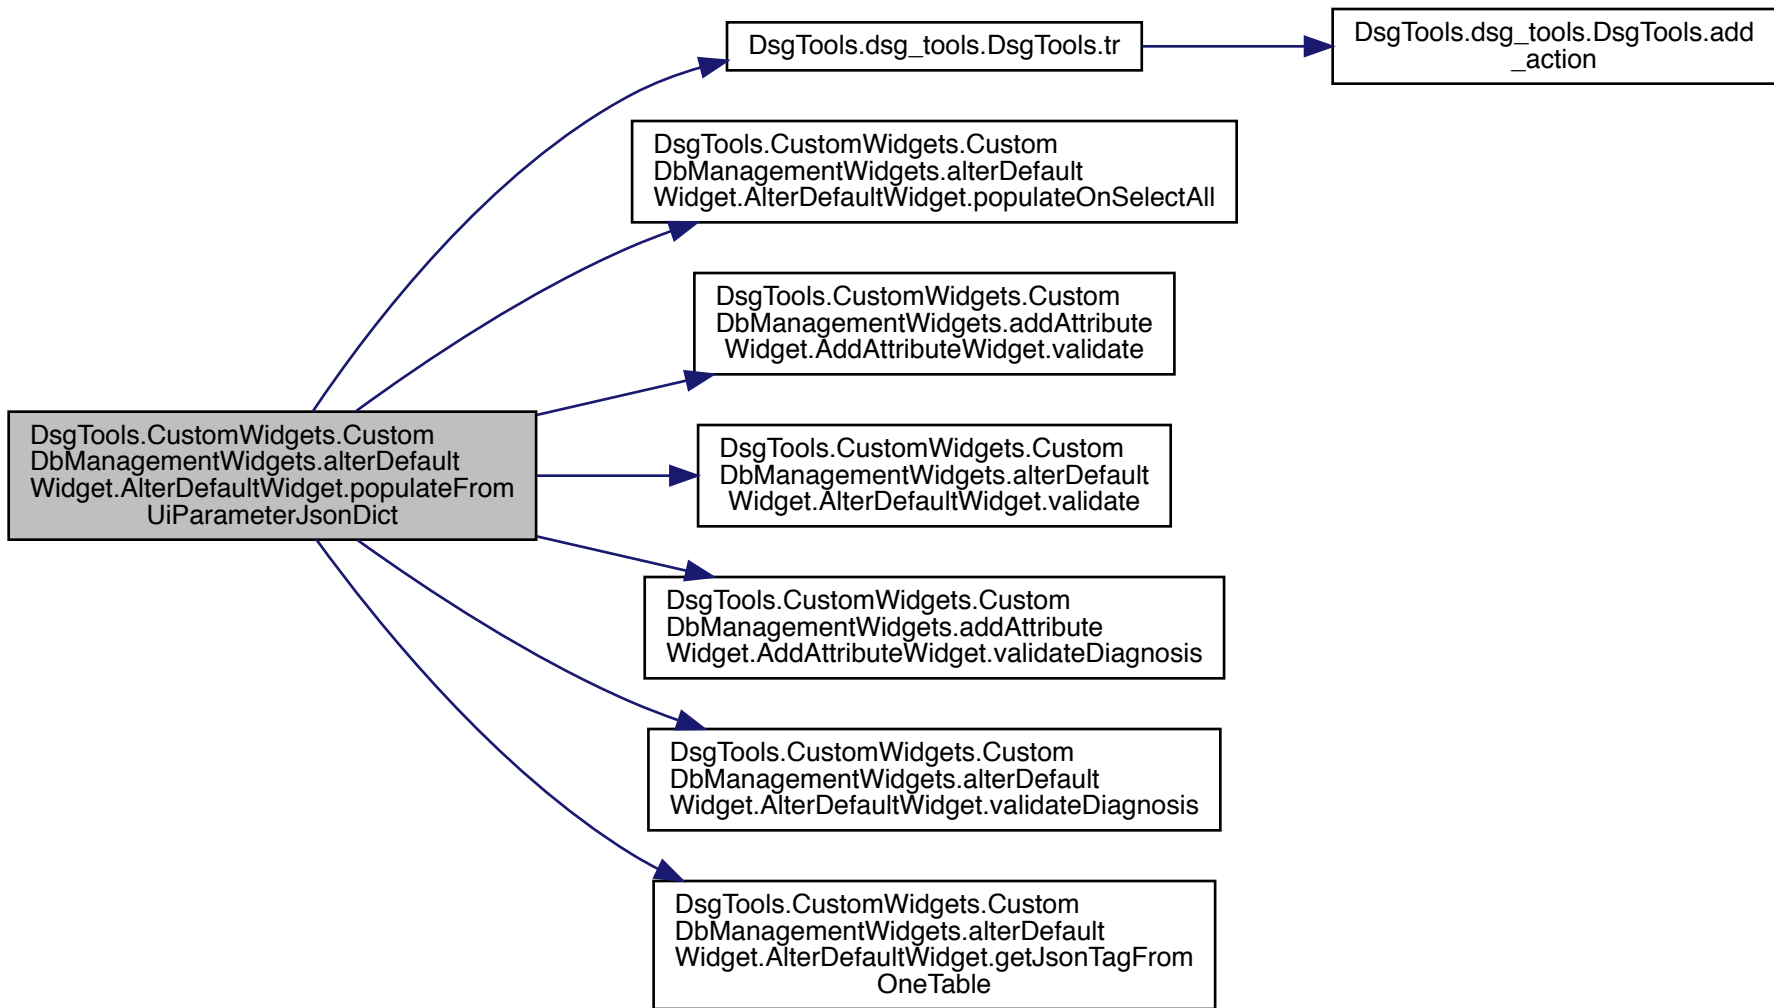 DsgTools.dsg_tools.DsgTools.tr
DsgTools.dsg_tools.DsgTools.add
_action
DsgTools.CustomWidgets.Custom
DbManagementWidgets.alterDefault
Widget.AlterDefaultWidget.populateOnSelectAll
DsgTools.CustomWidgets.Custom
DbManagementWidgets.addAttribute
Widget.AddAttributeWidget.validate
DsgTools.CustomWidgets.Custom
DbManagementWidgets.alterDefault
Widget.AlterDefaultWidget.populateFrom
UiParameterJsonDict
DsgTools.CustomWidgets.Custom
DbManagementWidgets.alterDefault
Widget.AlterDefaultWidget.validate
DsgTools.CustomWidgets.Custom
DbManagementWidgets.addAttribute
Widget.AddAttributeWidget.validateDiagnosis
DsgTools.CustomWidgets.Custom
DbManagementWidgets.alterDefault
Widget.AlterDefaultWidget.validateDiagnosis
DsgTools.CustomWidgets.Custom
DbManagementWidgets.alterDefault
Widget.AlterDefaultWidget.getJsonTagFrom
OneTable